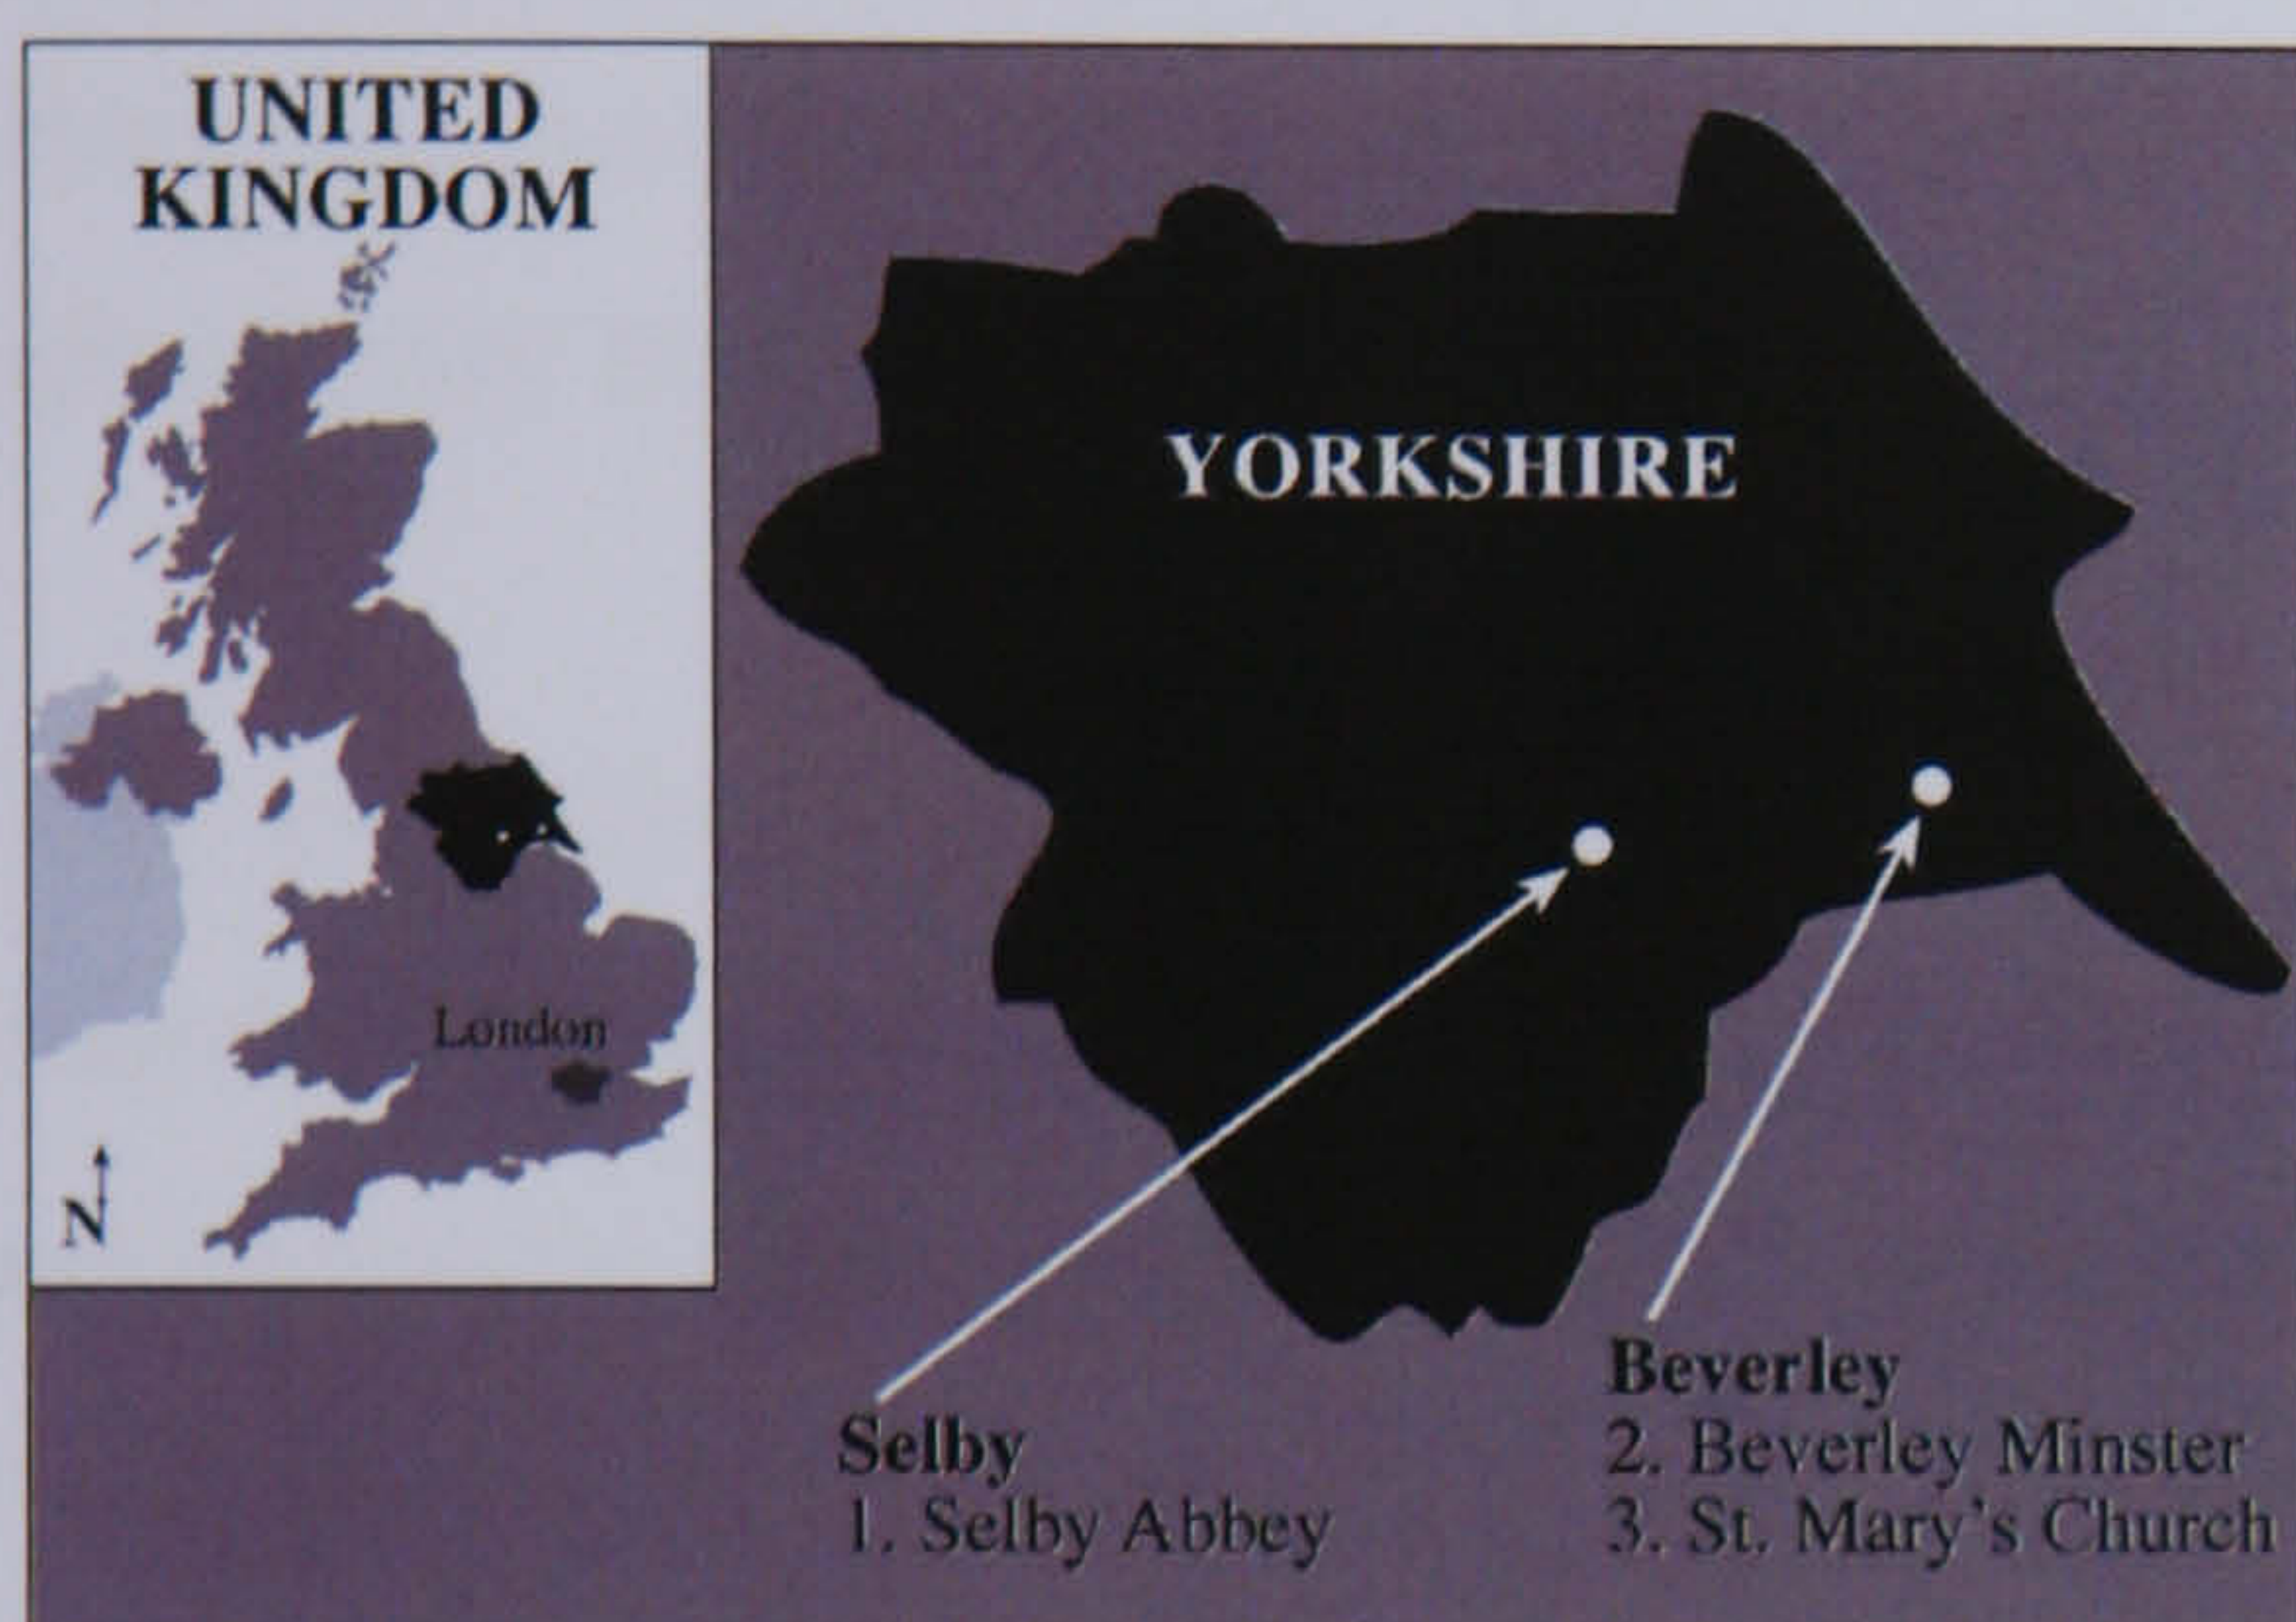 UNITED
KINGDOM
London
N
YORKSHIRE
Selby
1. Selby Abbey
Beverley
2. Beverley Minster
3. St. Mary's Church